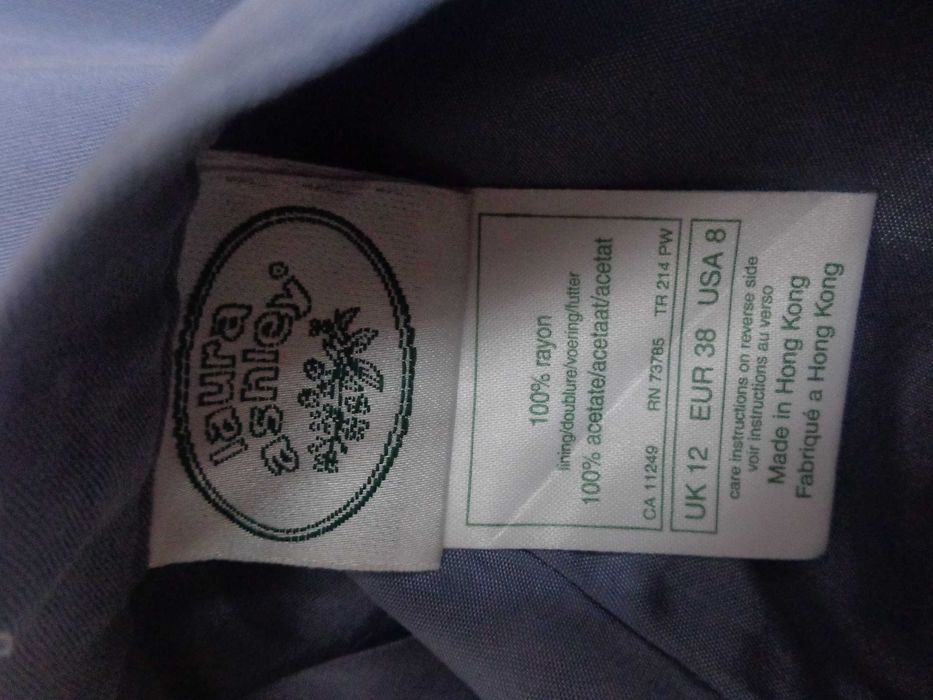 laura
ashley®
100% rayon
lining/doublure/voering/futter
100% acetate/acetaat/acetat
CA 11249 RN 73785 TR 214 PW
UK 12 EUR 38 USA 8
care instructions on reverse side
voir instructions au verso
Made in Hong Kong
Fabriqué a Hong Kong